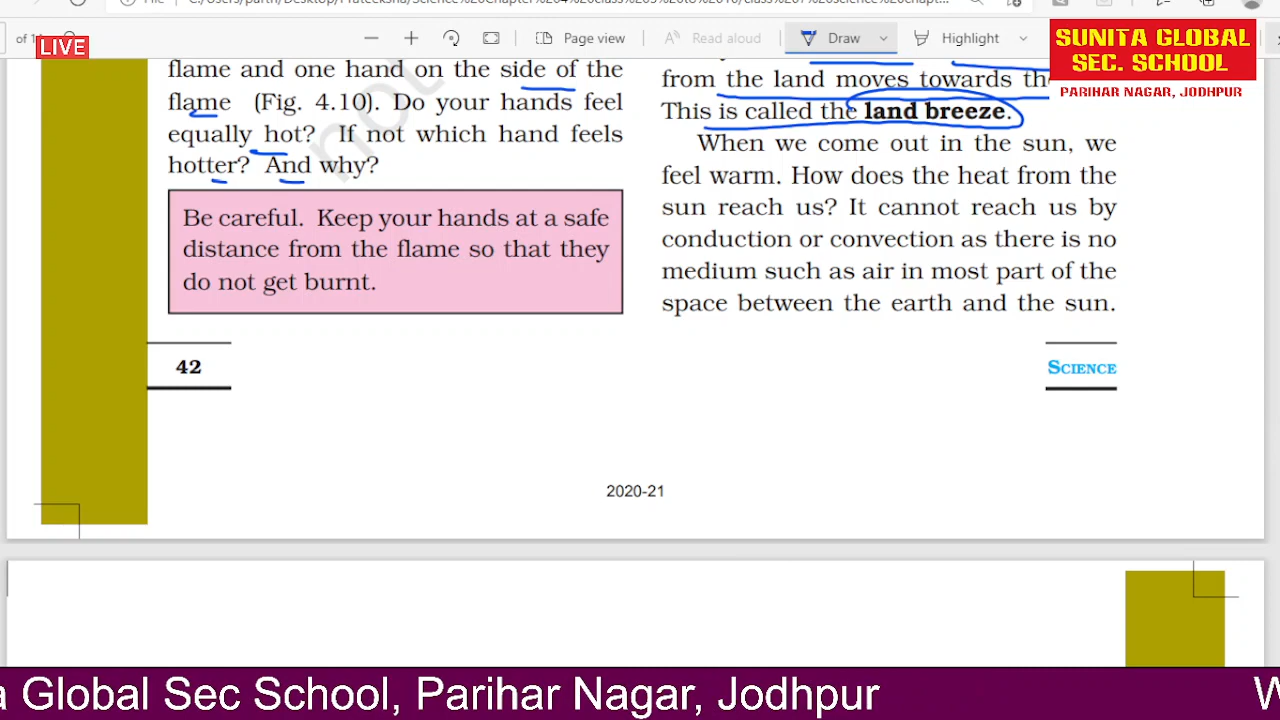 of 1
Page view
Read aloud
Draw
Highlight
LIVE
SUNITA GLOBAL
SEC. SCHOOL
PARIHAR NAGAR, JODHPUR
flame and one hand on the side of the
flame (Fig. 4.10). Do your hands feel
equally hot? If not which hand feels
hotter? And why?
not
Be careful. Keep your hands at a safe
distance from the flame so that they
do not get burnt.
42
from the land moves towards the
This is called the land breeze.
When we come out in the sun, we
feel warm. How does the heat from the
sun reach us? It cannot reach us by
conduction or convection as there is no
medium such as air in most part of the
space between the earth and the sun.
SCIENCE
2020-21
a Global Sec School, Parihar Nagar, Jodhpur
W